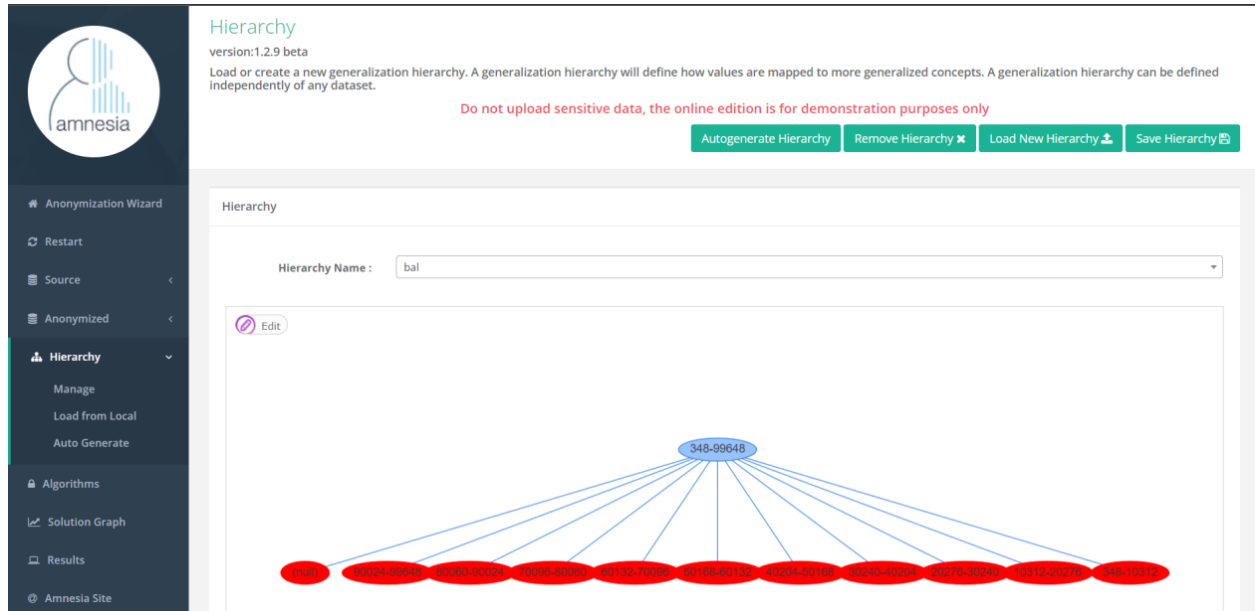 amnesia
Anonymization Wizard
Restart
Source
Anonymized
Hierarchy
Manage
Load from Local
Auto Generate
Algorithms
Solution Graph
Results
Amnesia Site
Hierarchy
version:1.2.9 beta
Load or create a new generalization hierarchy. A generalization hierarchy will define how values are mapped to more generalized concepts. A generalization hierarchy can be defined
independently of any dataset.
Do not upload sensitive data, the online edition is for demonstration purposes only
Autogenerate Hierarchy Remove Hierarchy Load New Hierarchy Save Hierarchy
Hierarchy
Hierarchy Name : bal
Edit
348-99648
(null) 90024-99648 80060-90024 70096-80060 60132-70096 50168-60132 40204-50168 30240-40204 20276-30240 10312-20276 348-10312